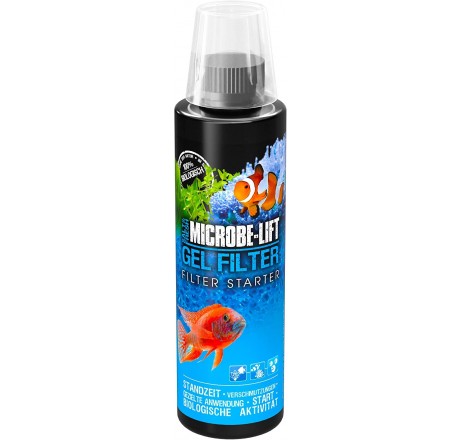 100%
BIOLOGISCH
MICROBE-LIFT
GEL FILTER
FILTER STARTER
STANDZEIT · VERSCHMUTZUNGEN ·
GEZIELTE ANWENDUNG · START ·
BIOLOGISCHE AKTIVITÄT